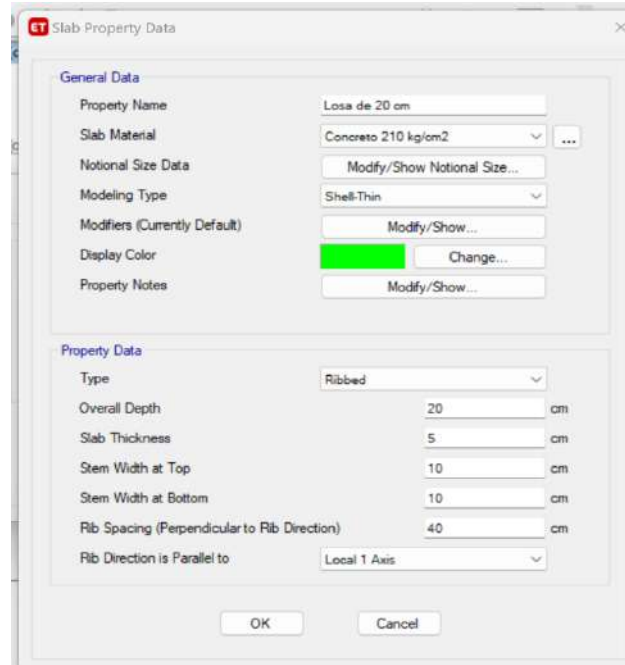 ET Slab Property Data
General Data
Property Name Losa de 20 cm
Slab Material Concreto 210 kg/cm2 ...
Notional Size Data Modify/Show Notional Size...
Modeling Type Shell-Thin
Modifiers (Currently Default) Modify/Show...
Display Color Change...
Property Notes Modify/Show...
Property Data
Type Ribbed
Overall Depth 20 cm
Slab Thickness 5 cm
Stem Width at Top 10 cm
Stem Width at Bottom 10 cm
Rib Spacing (Perpendicular to Rib Direction) 40 cm
Rib Direction is Parallel to Local 1 Axis
OK Cancel